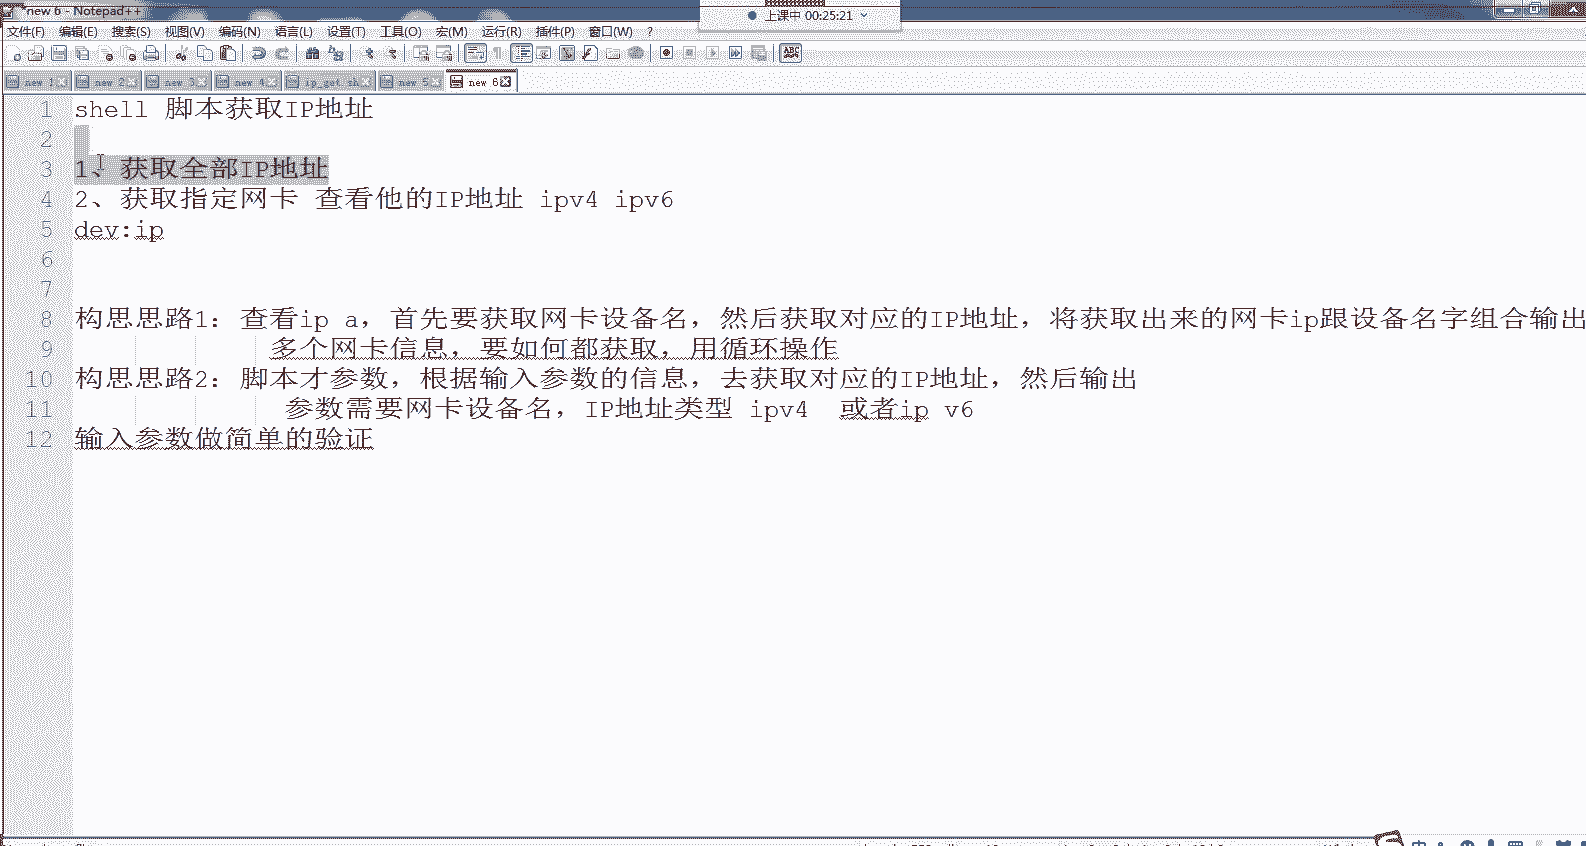 new 6 - Notepad++
上课中 00:25:21
文件(F) 编辑(E) 搜索(S) 视图(V) 编码(N) 语言(L) 设置(T) 工具(O) 宏(M) 运行(R) 插件(P) 窗口(W) ?
new 1 new 2 new 3 new 4 ip_get.sh new 5 new 6
1 shell 脚本获取IP地址
2
3 1、获取全部IP地址
4 2、获取指定网卡 查看他的IP地址 ipv4 ipv6
5 dev:ip
6
7
8 构思思路1：查看ip a，首先要获取网卡设备名，然后获取对应的IP地址，将获取出来的网卡ip跟设备名字组合输出
9 多个网卡信息，要如何都获取，用循环操作
10 构思思路2：脚本才参数，根据输入参数的信息，去获取对应的IP地址，然后输出
11 参数需要网卡设备名，IP地址类型 ipv4 或者ip v6
12 输入参数做简单的验证